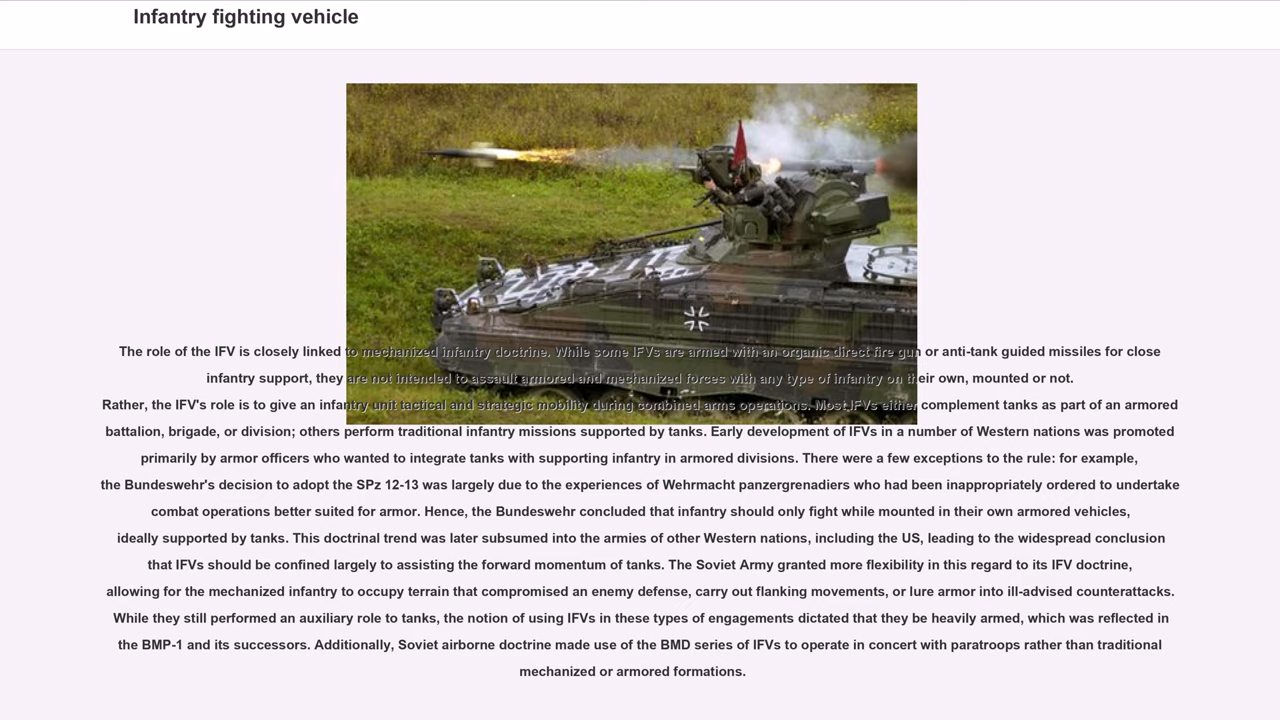 Infantry fighting vehicle
The role of the IFV is closely linked to mechanized infantry doctrine. While some IFVs are armed with an organic direct fire gun or anti-tank guided missiles for close
infantry support, they are not intended to assault armored and mechanized forces with any type of infantry on their own, mounted or not.
Rather, the IFV's role is to give an infantry unit tactical and strategic mobility during combined arms operations. Most IFVs either complement tanks as part of an armored
battalion, brigade, or division; others perform traditional infantry missions supported by tanks. Early development of IFVs in a number of Western nations was promoted
primarily by armor officers who wanted to integrate tanks with supporting infantry in armored divisions. There were a few exceptions to the rule: for example,
the Bundeswehr's decision to adopt the SPz 12-13 was largely due to the experiences of Wehrmacht panzergrenadiers who had been inappropriately ordered to undertake
combat operations better suited for armor. Hence, the Bundeswehr concluded that infantry should only fight while mounted in their own armored vehicles,
ideally supported by tanks. This doctrinal trend was later subsumed into the armies of other Western nations, including the US, leading to the widespread conclusion
that IFVs should be confined largely to assisting the forward momentum of tanks. The Soviet Army granted more flexibility in this regard to its IFV doctrine,
allowing for the mechanized infantry to occupy terrain that compromised an enemy defense, carry out flanking movements, or lure armor into ill-advised counterattacks.
While they still performed an auxiliary role to tanks, the notion of using IFVs in these types of engagements dictated that they be heavily armed, which was reflected in
the BMP-1 and its successors. Additionally, Soviet airborne doctrine made use of the BMD series of IFVs to operate in concert with paratroops rather than traditional
mechanized or armored formations.